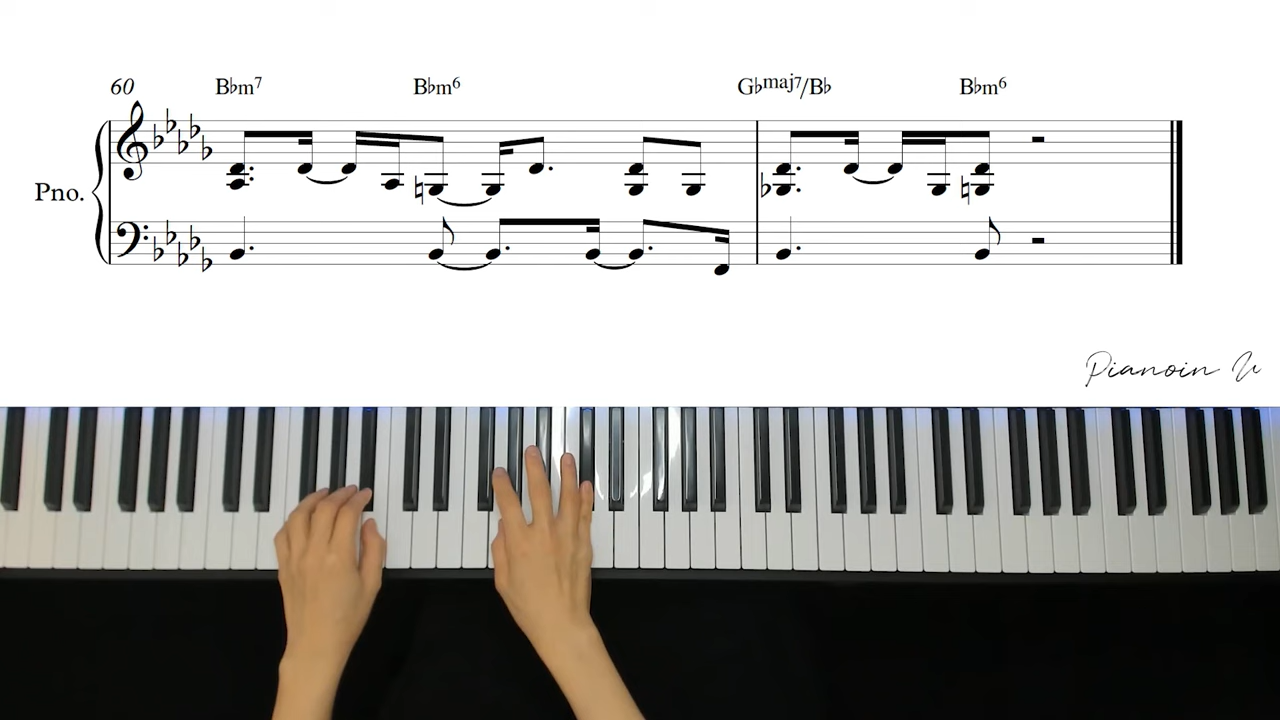 60 B♭m7 B♭m6 G♭maj7/B♭ B♭m6
Pno.
Pianoin U